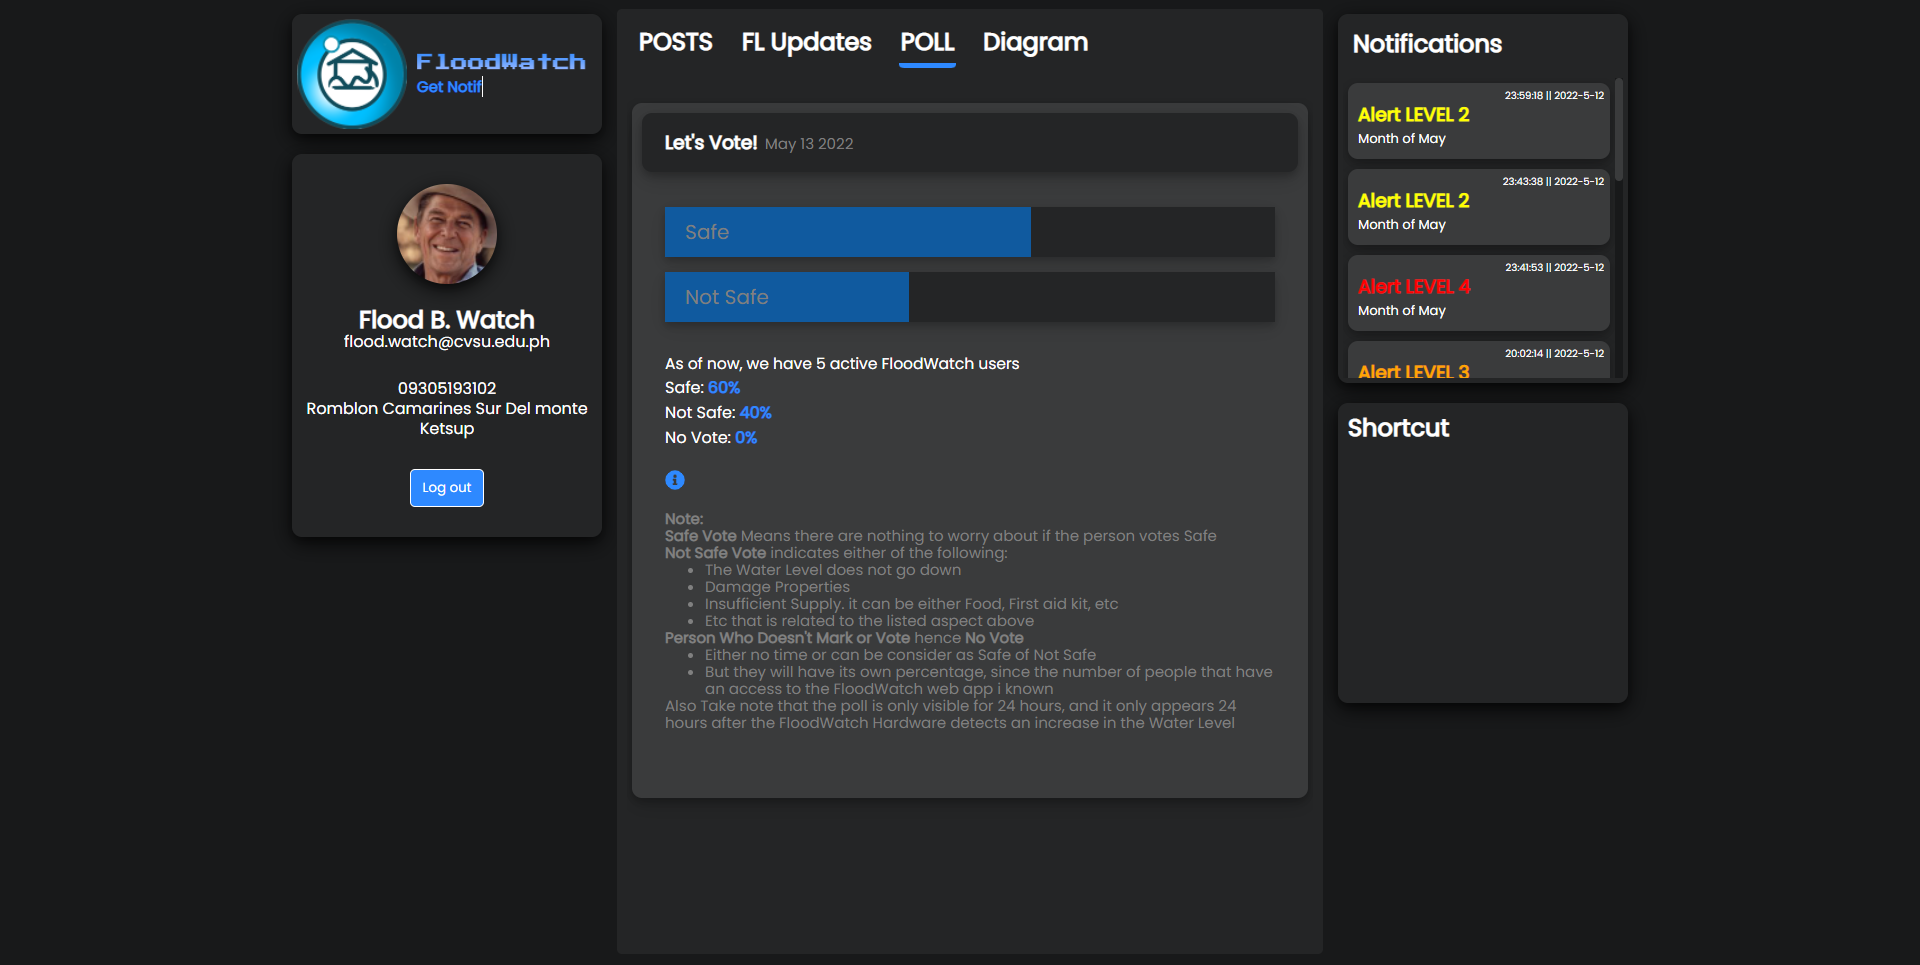 FloodWatch
Get Notif
Flood B. Watch
flood.watch@cvsu.edu.ph
09305193102
Romblon Camarines Sur Del monte
Ketsup
Log out
POSTS FL Updates POLL Diagram
Let's Vote! May 13 2022
Safe
Not Safe
As of now, we have 5 active FloodWatch users
Safe: 60%
Not Safe: 40%
No Vote: 0%
Note:
Safe Vote Means there are nothing to worry about if the person votes Safe
Not Safe Vote indicates either of the following:
• The Water Level does not go down
• Damage Properties
• Insufficient Supply. it can be either Food, First aid kit, etc
• Etc that is related to the listed aspect above
Person Who Doesn't Mark or Vote hence No Vote
• Either no time or can be consider as Safe of Not Safe
• But they will have its own percentage, since the number of people that have
an access to the FloodWatch web app i known
Also Take note that the poll is only visible for 24 hours, and it only appears 24
hours after the FloodWatch Hardware detects an increase in the Water Level
Notifications
23:59:18 || 2022-5-12
Alert LEVEL 2
Month of May
23:43:38 || 2022-5-12
Alert LEVEL 2
Month of May
23:41:53 || 2022-5-12
Alert LEVEL 4
Month of May
20:02:14 || 2022-5-12
Alert LEVEL 3
Shortcut